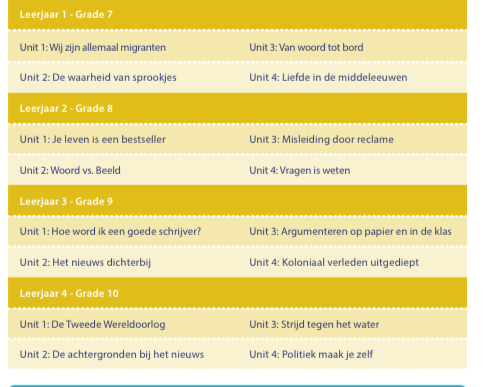 Leerjaar 1 - Grade 7
Unit 1: Wij zijn allemaal migranten
Unit 3: Van woord tot bord
Unit 2: De waarheid van sprookjes
Unit 4: Liefde in de middeleeuwen
Leerjaar 2 - Grade 8
Unit 1: Je leven is een bestseller
Unit 3: Misleiding door reclame
Unit 2: Woord vs. Beeld
Unit 4: Vragen is weten
Leerjaar 3 - Grade 9
Unit 1: Hoe word ik een goede schrijver?
Unit 3: Argumenteren op papier en in de klas
Unit 2: Het nieuws dichterbij
Unit 4: Koloniaal verleden uitgediept
Leerjaar 4 - Grade 10
Unit 1: De Tweede Wereldoorlog
Unit 3: Strijd tegen het water
Unit 2: De achtergronden bij het nieuws
Unit 4: Politiek maak je zelf